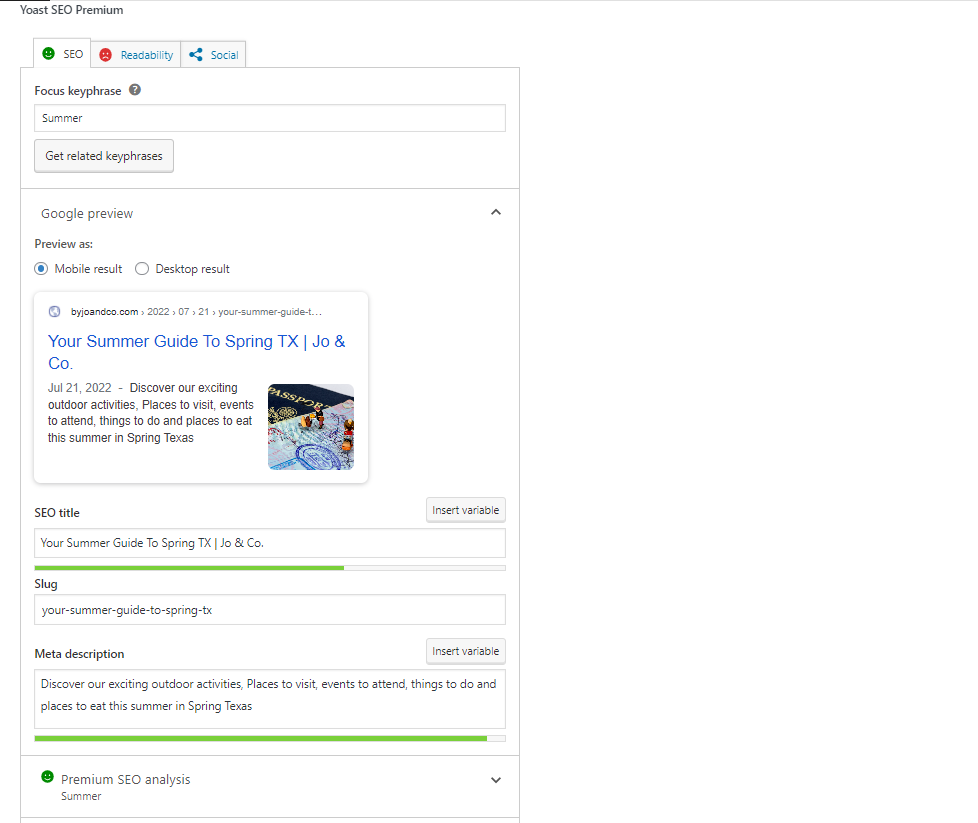 Yoast SEO Premium
SEO
Readability
Social
Focus keyphrase
Summer
Get related keyphrases
Google preview
Preview as:
Mobile result
Desktop result
byjoandco.com › 2022 › 07 › 21 › your-summer-guide-t…
Your Summer Guide To Spring TX | Jo &
Co.
Jul 21, 2022 - Discover our exciting
outdoor activities, Places to visit, events
to attend, things to do and places to eat
this summer in Spring Texas
PASSPORT
SEO title
Insert variable
Your Summer Guide To Spring TX | Jo & Co.
Slug
your-summer-guide-to-spring-tx
Meta description
Insert variable
Discover our exciting outdoor activities, Places to visit, events to attend, things to do and
places to eat this summer in Spring Texas
Premium SEO analysis
Summer